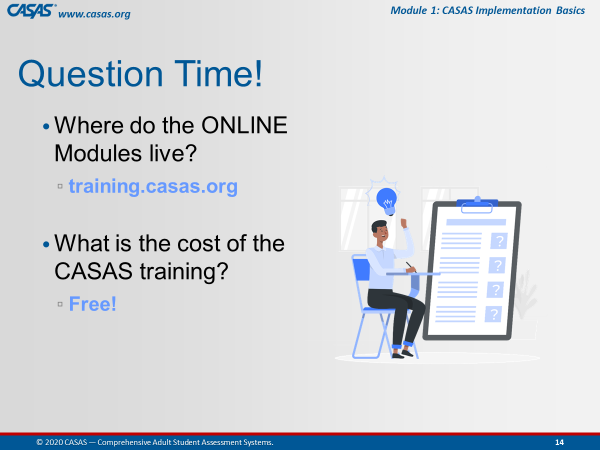 CASAS® www.casas.org
Module 1: CASAS Implementation Basics
Question Time!
• Where do the ONLINE
Modules live?
▫ training.casas.org
• What is the cost of the
CASAS training?
▫ Free!
?
?
?
?
© 2020 CASAS — Comprehensive Adult Student Assessment Systems.
14